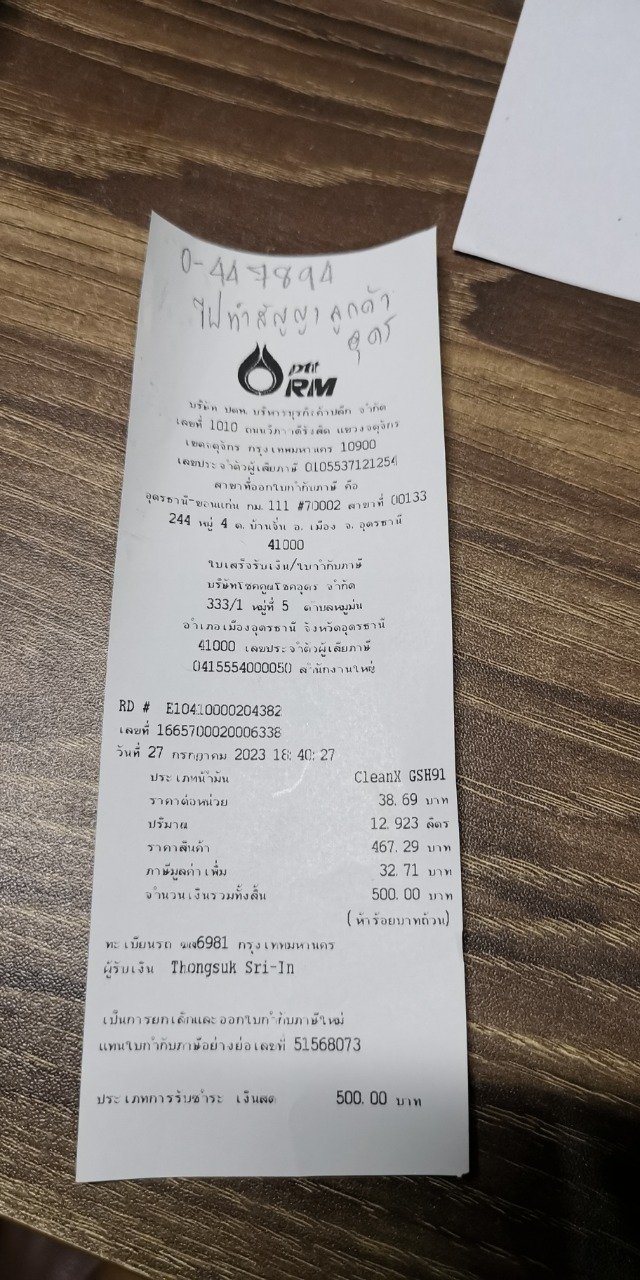 0-447894
ไปทำสัญญา ลูกค้า
อุดร
ptt
RM
บริษัท ปตท. บริหารธุรกิจค้าปลีก จำกัด
เลขที่ 1010 ถนนวิภาวดีรังสิต แขวงจตุจักร
เขตจตุจักร กรุงเทพมหานคร 10900
เลขประจำตัวผู้เสียภาษี 0105537121254
สาขาที่ออกใบกำกับภาษี คือ
อุดรธานี-ขอนแก่น กม. 111 #70002 สาขาที่ 00133
244 หมู่ 4 ต. บ้านจั่น อ. เมือง จ. อุดรธานี
41000
ใบเสร็จรับเงิน/ใบกำกับภาษี
บริษัทโชคคูณโชคอุดร จำกัด
333/1 หมู่ที่ 5 ตำบลหมูม่น
อำเภอเมืองอุดรธานี จังหวัดอุดรธานี
41000 เลขประจำตัวผู้เสียภาษี
0415554000050 สำนักงานใหญ่
RD # E10410000204382
เลขที่ 1665700020006338
วันที่ 27 กรกฎาคม 2023 18:40:27
ประเภทน้ำมัน CleanX GSH91
ราคาต่อหน่วย 38.69 บาท
ปริมาณ 12.923 ลิตร
ราคาสินค้า 467.29 บาท
ภาษีมูลค่าเพิ่ม 32.71 บาท
จำนวนเงินรวมทั้งสิ้น 500.00 บาท
(ห้าร้อยบาทถ้วน)
ทะเบียนรถ 6981 กรุงเทพมหานคร
ผู้รับเงิน Thongsuk Sri-In
เป็นการยกเลิกและออกใบกำกับภาษีใหม่
แทนใบกำกับภาษีอย่างย่อเลขที่ 51568073
ประเภทการรับชำระ เงินสด 500.00 บาท